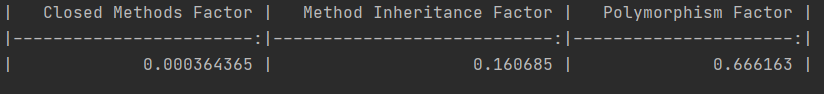 |   Closed Methods Factor |   Method Inheritance Factor |   Polymorphism Factor |
|------------------------:|----------------------------:|----------------------:|
|             0.000364365 |                    0.160685 |              0.666163 |